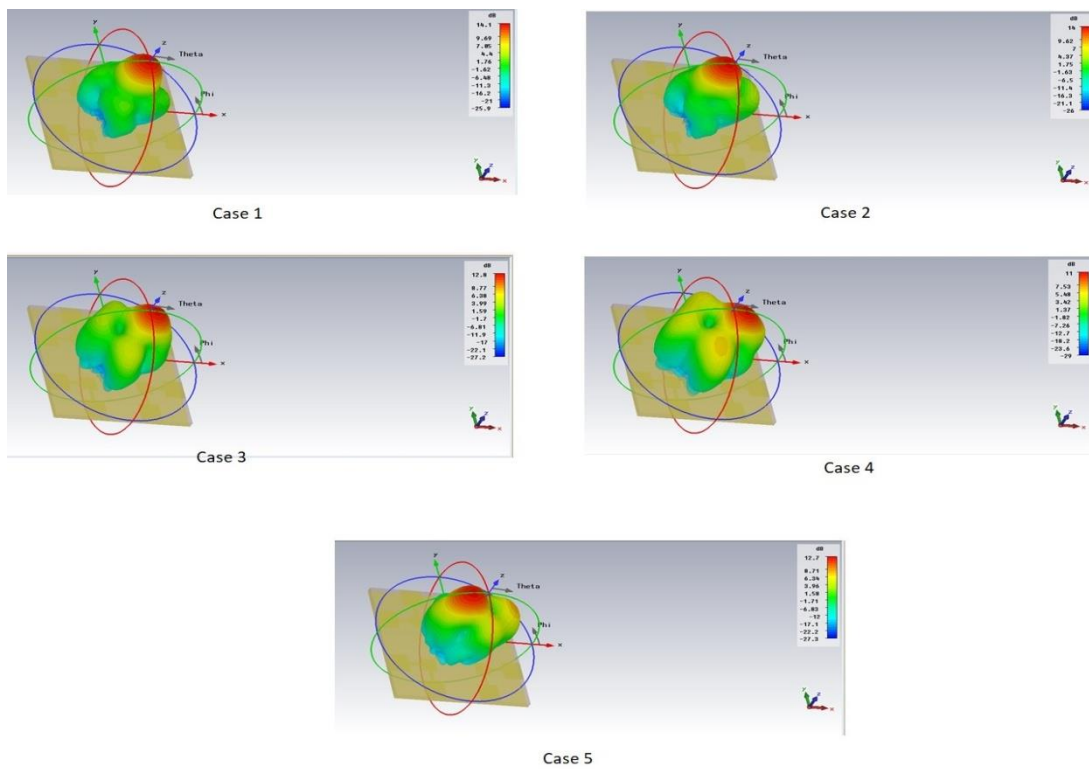 dB
14.1
9.69
7.05
4.4
1.76
-1.62
-6.48
-11.3
-16.2
-21
-25.9
y
z
Theta
Phi
x
y
z
x
Case 1
dB
14
9.62
7
4.37
1.75
-1.63
-6.5
-11.4
-16.3
-21.1
-26
y
z
Theta
Phi
x
y
z
x
Case 2
dB
12.8
8.77
6.38
3.99
1.59
-1.7
-6.81
-11.9
-17
-22.1
-27.2
y
z
Theta
Phi
x
y
z
x
Case 3
dB
11
7.53
5.48
3.42
1.37
-1.82
-7.26
-12.7
-18.2
-23.6
-29
y
z
Theta
Phi
x
y
z
x
Case 4
dB
12.7
8.71
6.34
3.96
1.58
-1.71
-6.83
-12
-17.1
-22.2
-27.3
y
z
Theta
Phi
x
y
z
x
Case 5